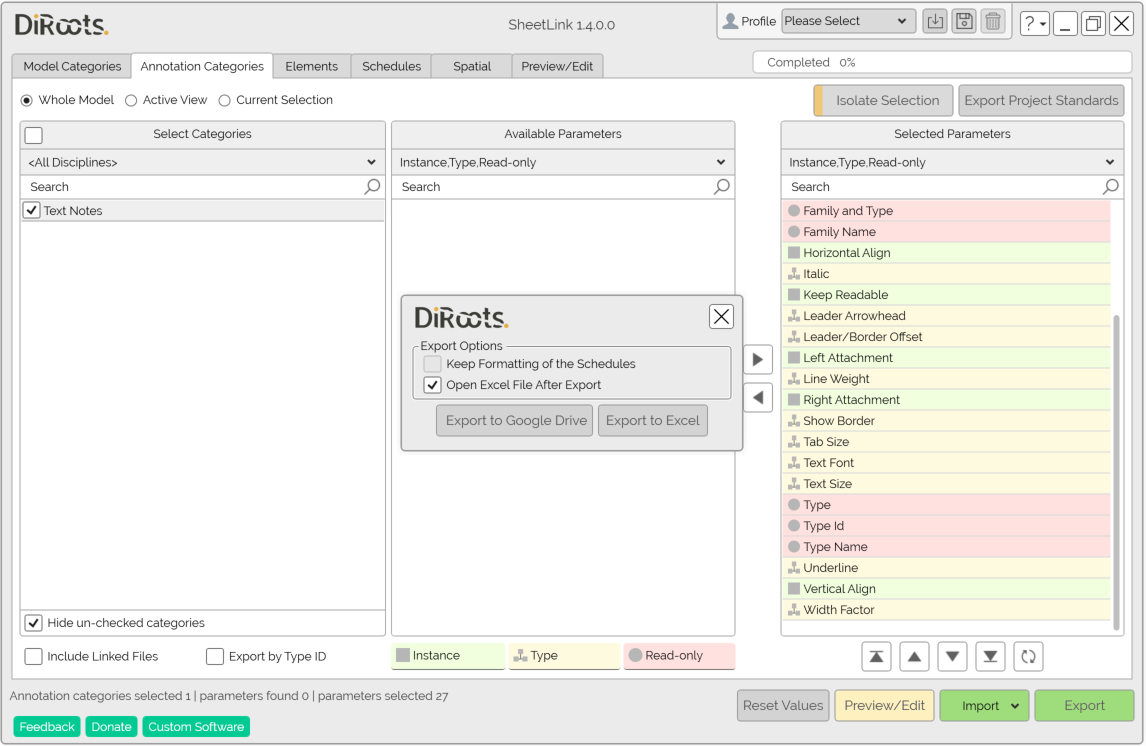 DiRoots.
SheetLink 1.4.0.0
Profile
Please Select
?
Model Categories
Annotation Categories
Elements
Schedules
Spatial
Preview/Edit
Completed 0%
Whole Model
Active View
Current Selection
Isolate Selection
Export Project Standards
Select Categories
<All Disciplines>
Search
Text Notes
Hide un-checked categories
Include Linked Files
Export by Type ID
Available Parameters
Instance,Type,Read-only
Search
DiRoots.
Export Options
Keep Formatting of the Schedules
Open Excel File After Export
Export to Google Drive
Export to Excel
Instance
Type
Read-only
Selected Parameters
Instance,Type,Read-only
Search
Family and Type
Family Name
Horizontal Align
Italic
Keep Readable
Leader Arrowhead
Leader/Border Offset
Left Attachment
Line Weight
Right Attachment
Show Border
Tab Size
Text Font
Text Size
Type
Type Id
Type Name
Underline
Vertical Align
Width Factor
Annotation categories selected 1 | parameters found 0 | parameters selected 27
Feedback
Donate
Custom Software
Reset Values
Preview/Edit
Import
Export